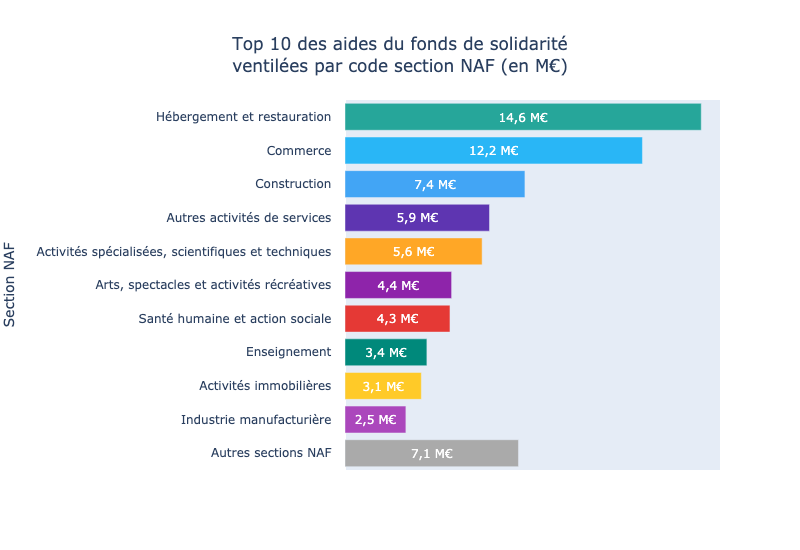 Top 10 des aides du fonds de solidarité
ventilées par code section NAF (en M€)
Section NAF
Hébergement et restauration 14,6 M€
Commerce 12,2 M€
Construction 7,4 M€
Autres activités de services 5,9 M€
Activités spécialisées, scientifiques et techniques 5,6 M€
Arts, spectacles et activités récréatives 4,4 M€
Santé humaine et action sociale 4,3 M€
Enseignement 3,4 M€
Activités immobilières 3,1 M€
Industrie manufacturière 2,5 M€
Autres sections NAF 7,1 M€